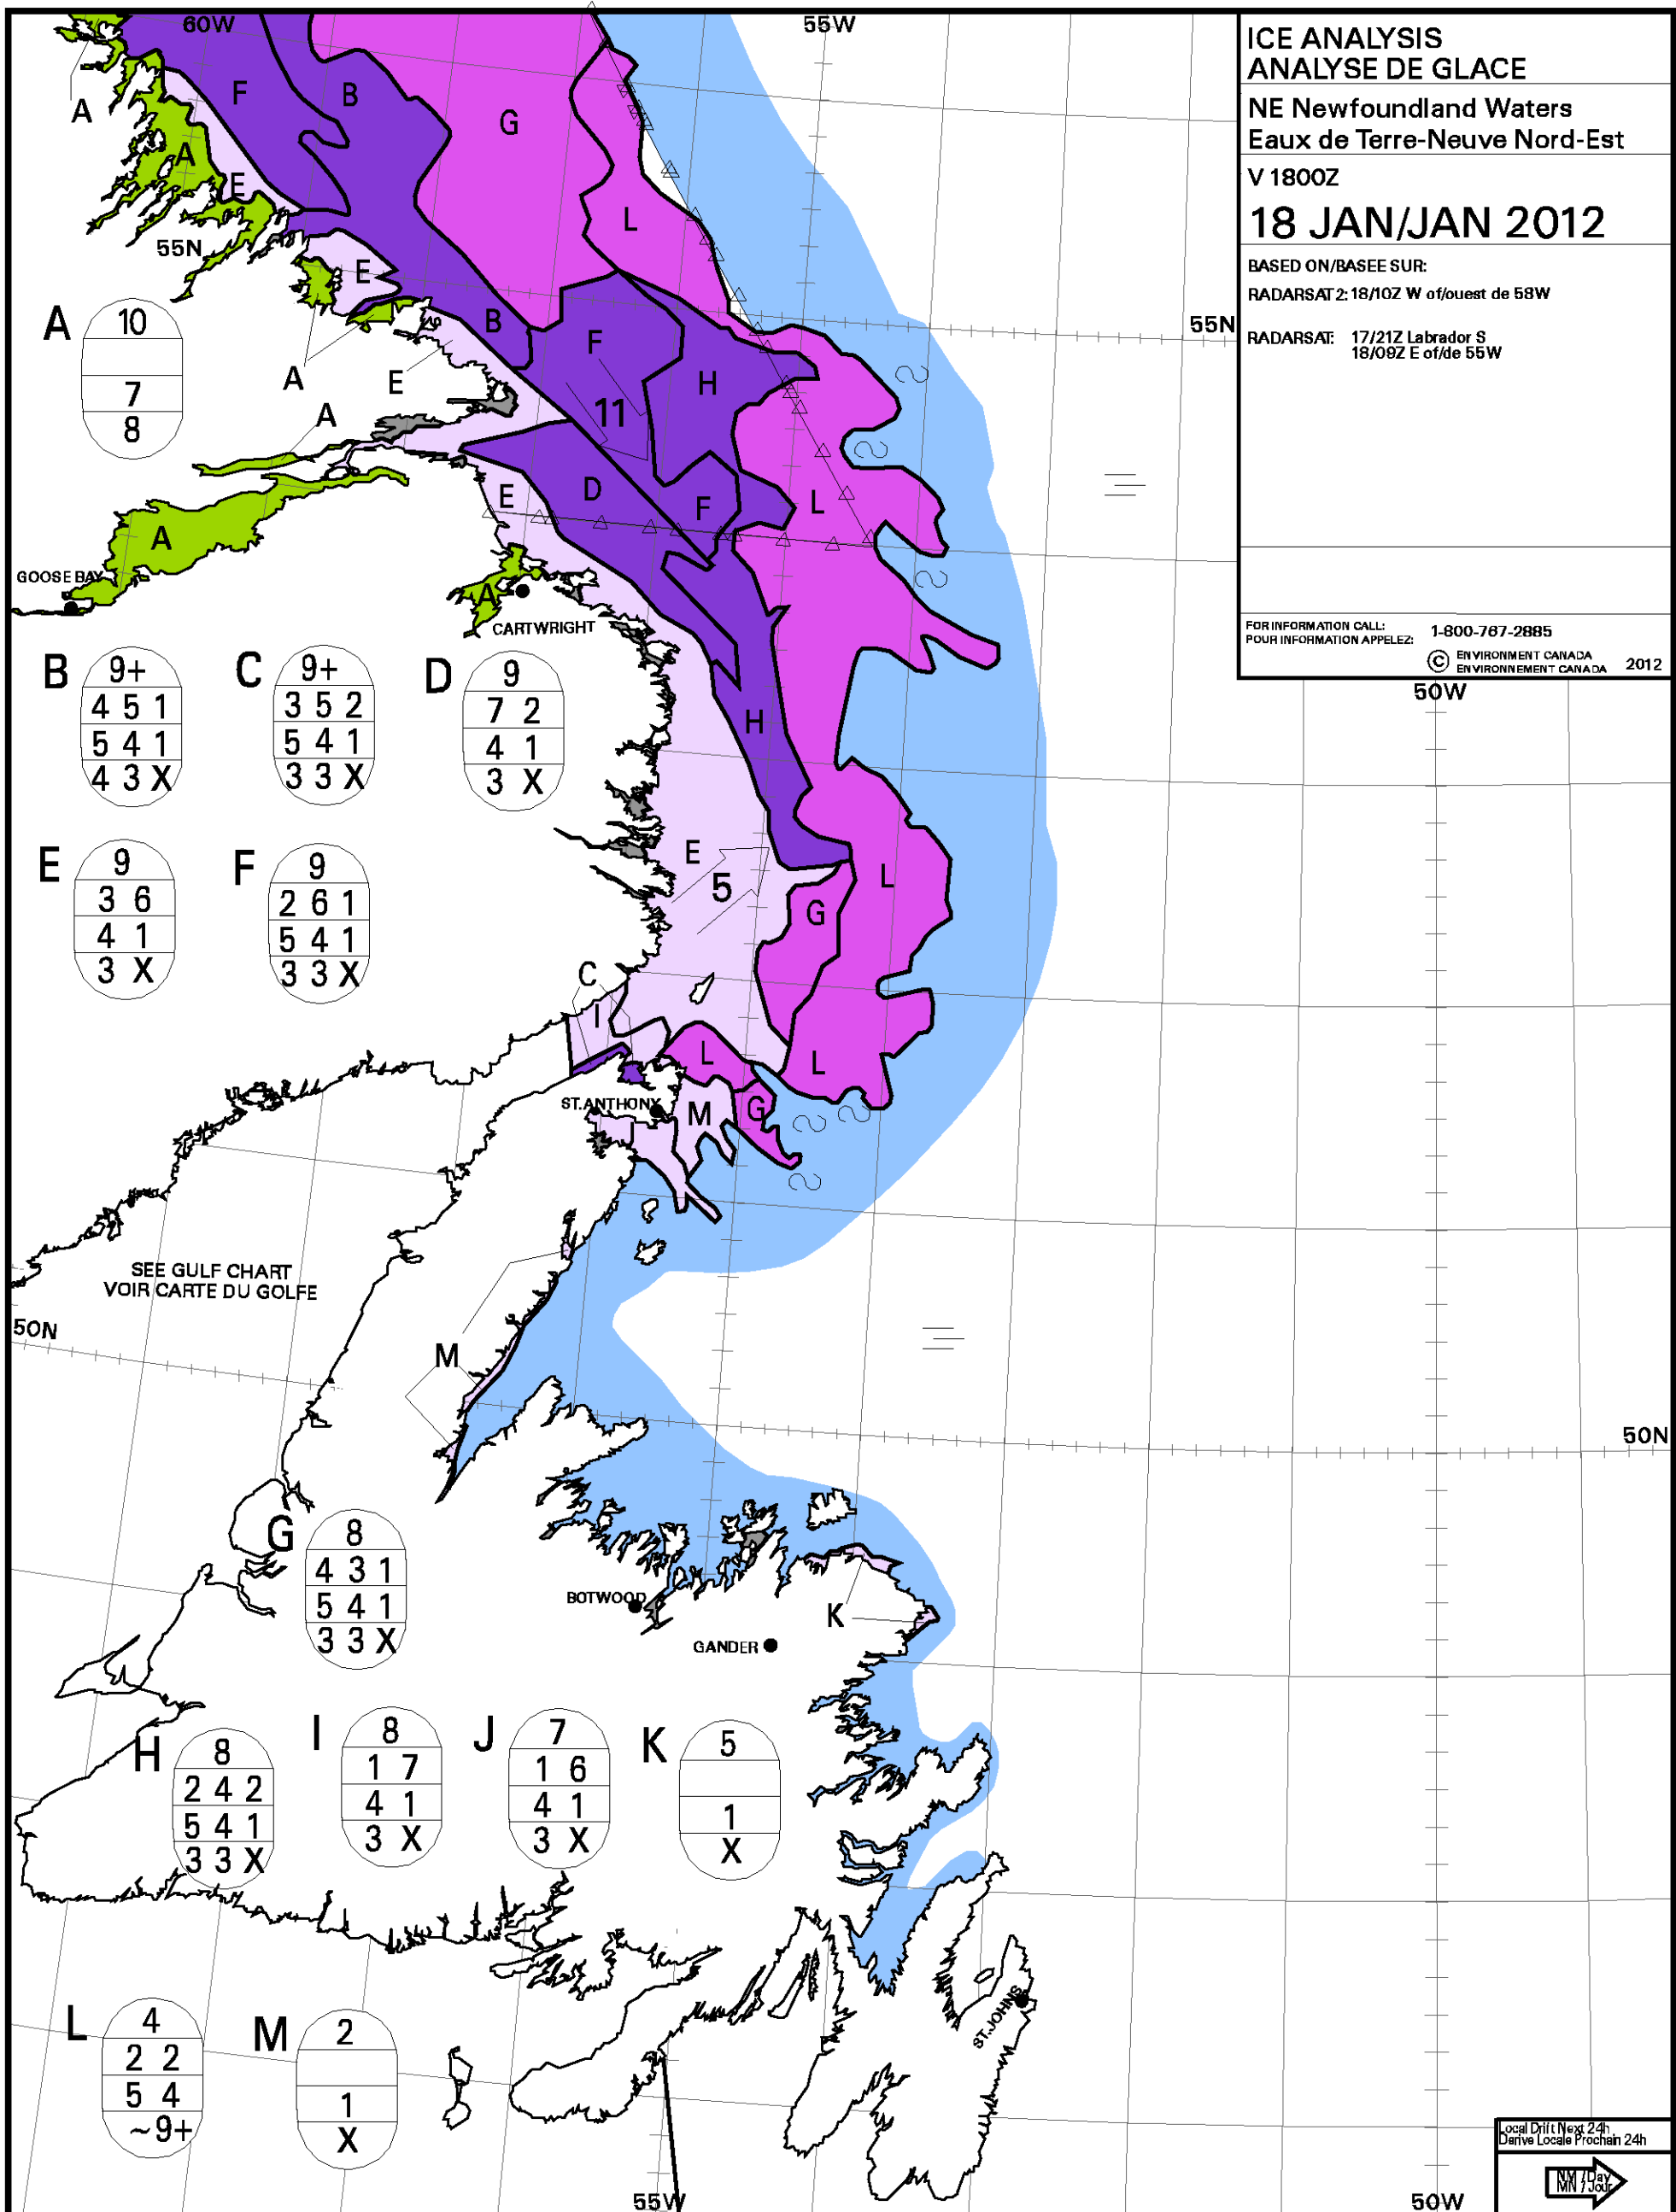 60W
55W
ICE ANALYSIS
ANALYSE DE GLACE
NE Newfoundland Waters
Eaux de Terre-Neuve Nord-Est
V 1800Z
18 JAN/JAN 2012
BASED ON/BASEE SUR:
RADARSAT2: 18/10Z W of/ouest de 58W
RADARSAT: 17/21Z Labrador S
18/09Z E of/de 55W
FOR INFORMATION CALL: 1-800-767-2885
POUR INFORMATION APPELEZ:
© ENVIRONMENT CANADA
ENVIRONNEMENT CANADA 2012
F
B
G
A
A
E
L
55N
E
B
55N
F
H
A
E
11
A
E
D
F
L
A
GOOSE BAY
A
CARTWRIGHT
50W
H
E
5
L
G
C
I
L
L
ST.ANTHONY
M
G
SEE GULF CHART
VOIR CARTE DU GOLFE
50N
M
50N
BOTWOOD
K
GANDER
ST.JOHNS
A
10
7
8
B
9+
4 5 1
5 4 1
4 3 X
C
9+
3 5 2
5 4 1
3 3 X
D
9
7 2
4 1
3 X
E
9
3 6
4 1
3 X
F
9
2 6 1
5 4 1
3 3 X
G
8
4 3 1
5 4 1
3 3 X
H
8
2 4 2
5 4 1
3 3 X
I
8
1 7
4 1
3 X
J
7
1 6
4 1
3 X
K
5
1
X
L
4
2 2
5 4
~9+
M
2
1
X
Local Drift Next 24h
Derive Locale Prochain 24h
NM / Day
MN / Jour
55W
50W